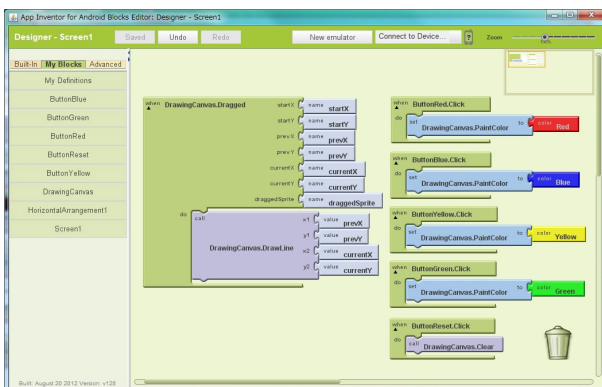 App Inventor for Android Blocks Editor: Designer - Screen1
Designer - Screen1 Saved Undo Redo New emulator Connect to Device... Zoom
Built-In My Blocks Advanced
My Definitions
ButtonBlue
ButtonGreen
ButtonRed
ButtonReset
ButtonYellow
DrawingCanvas
HorizontalArrangement1
Screen1
when DrawingCanvas.Dragged startX name startX
startY name startY
prevX name prevX
prevY name prevY
currentX name currentX
currentY name currentY
draggedSprite name draggedSprite
do call DrawingCanvas.DrawLine x1 value prevX
y1 value prevY
x2 value currentX
y2 value currentY
when ButtonRed.Click
do set DrawingCanvas.PaintColor to color Red
when ButtonBlue.Click
do set DrawingCanvas.PaintColor to color Blue
when ButtonYellow.Click
do set DrawingCanvas.PaintColor to color Yellow
when ButtonGreen.Click
do set DrawingCanvas.PaintColor to color Green
when ButtonReset.Click
do call DrawingCanvas.Clear
Built: August 20 2012 Version: v128